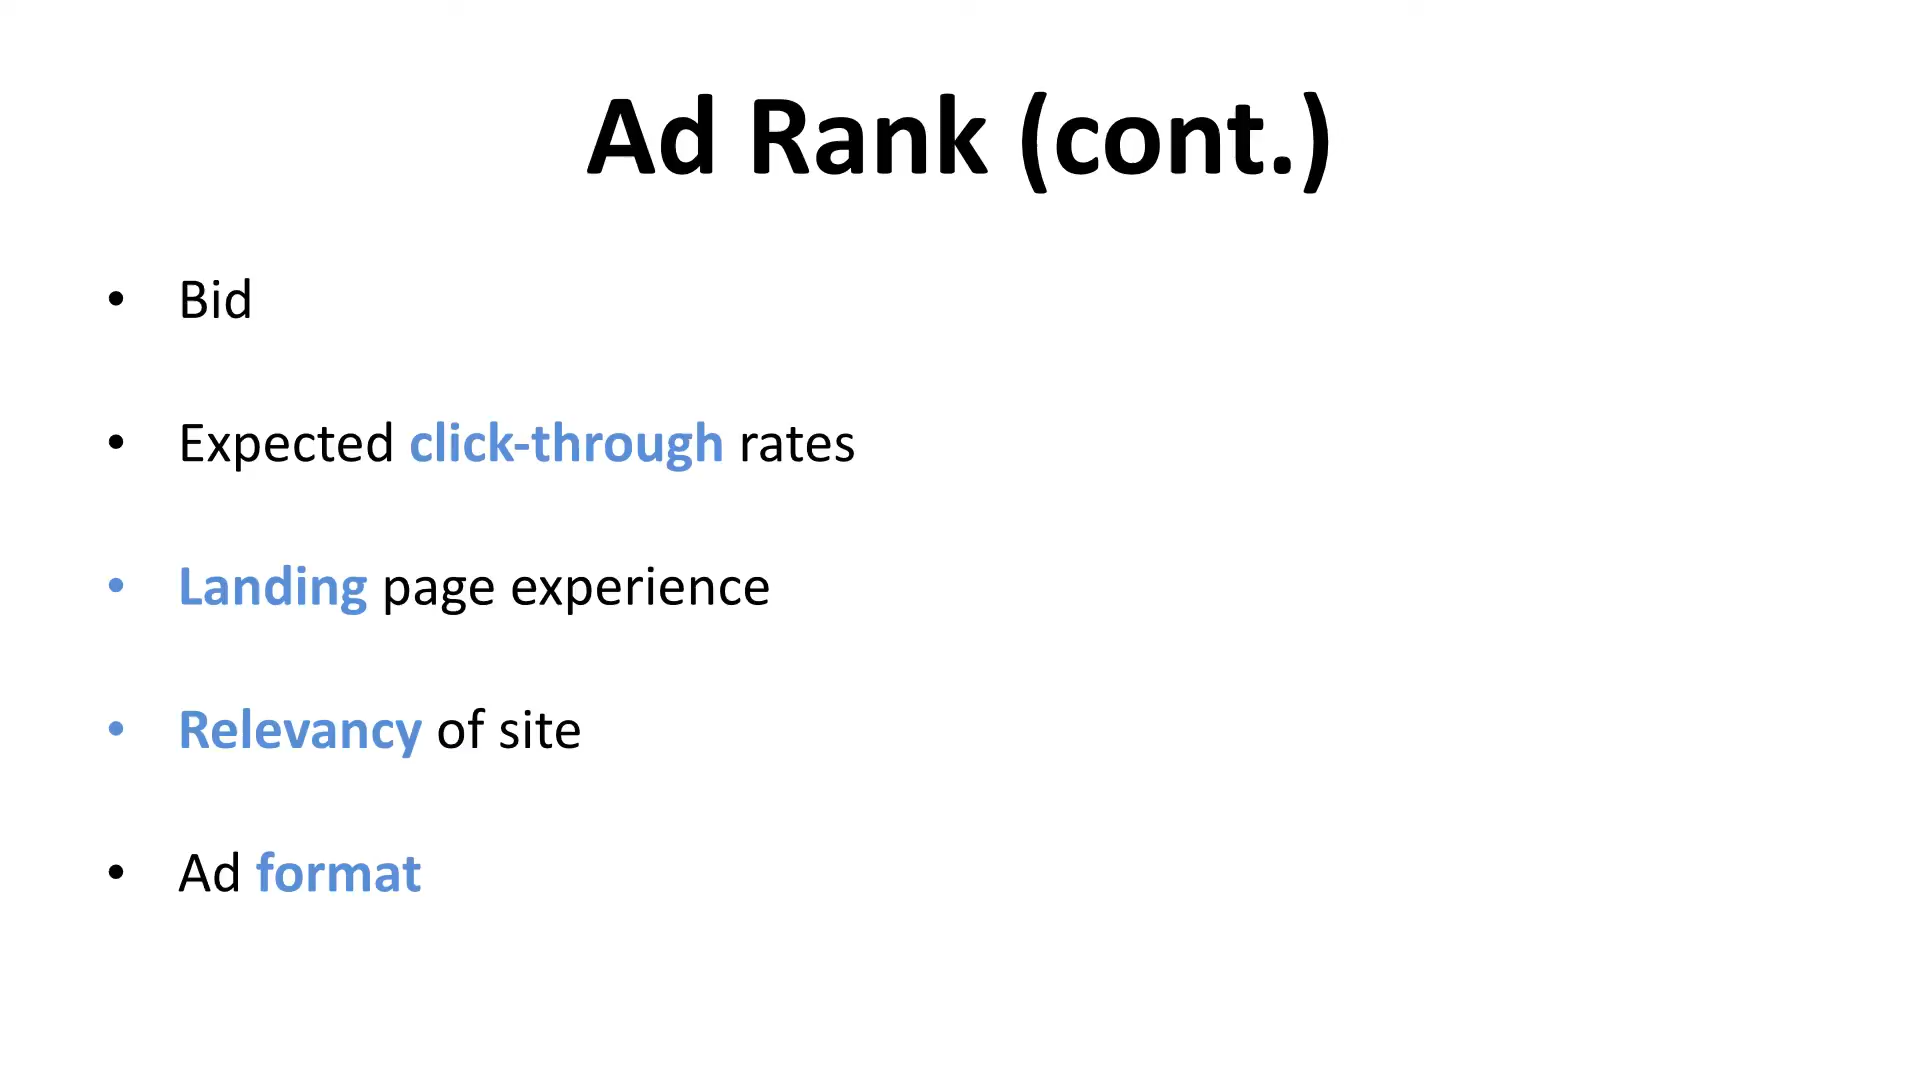 Ad Rank (cont.)
• Bid
• Expected click-through rates
• Landing page experience
• Relevancy of site
• Ad format